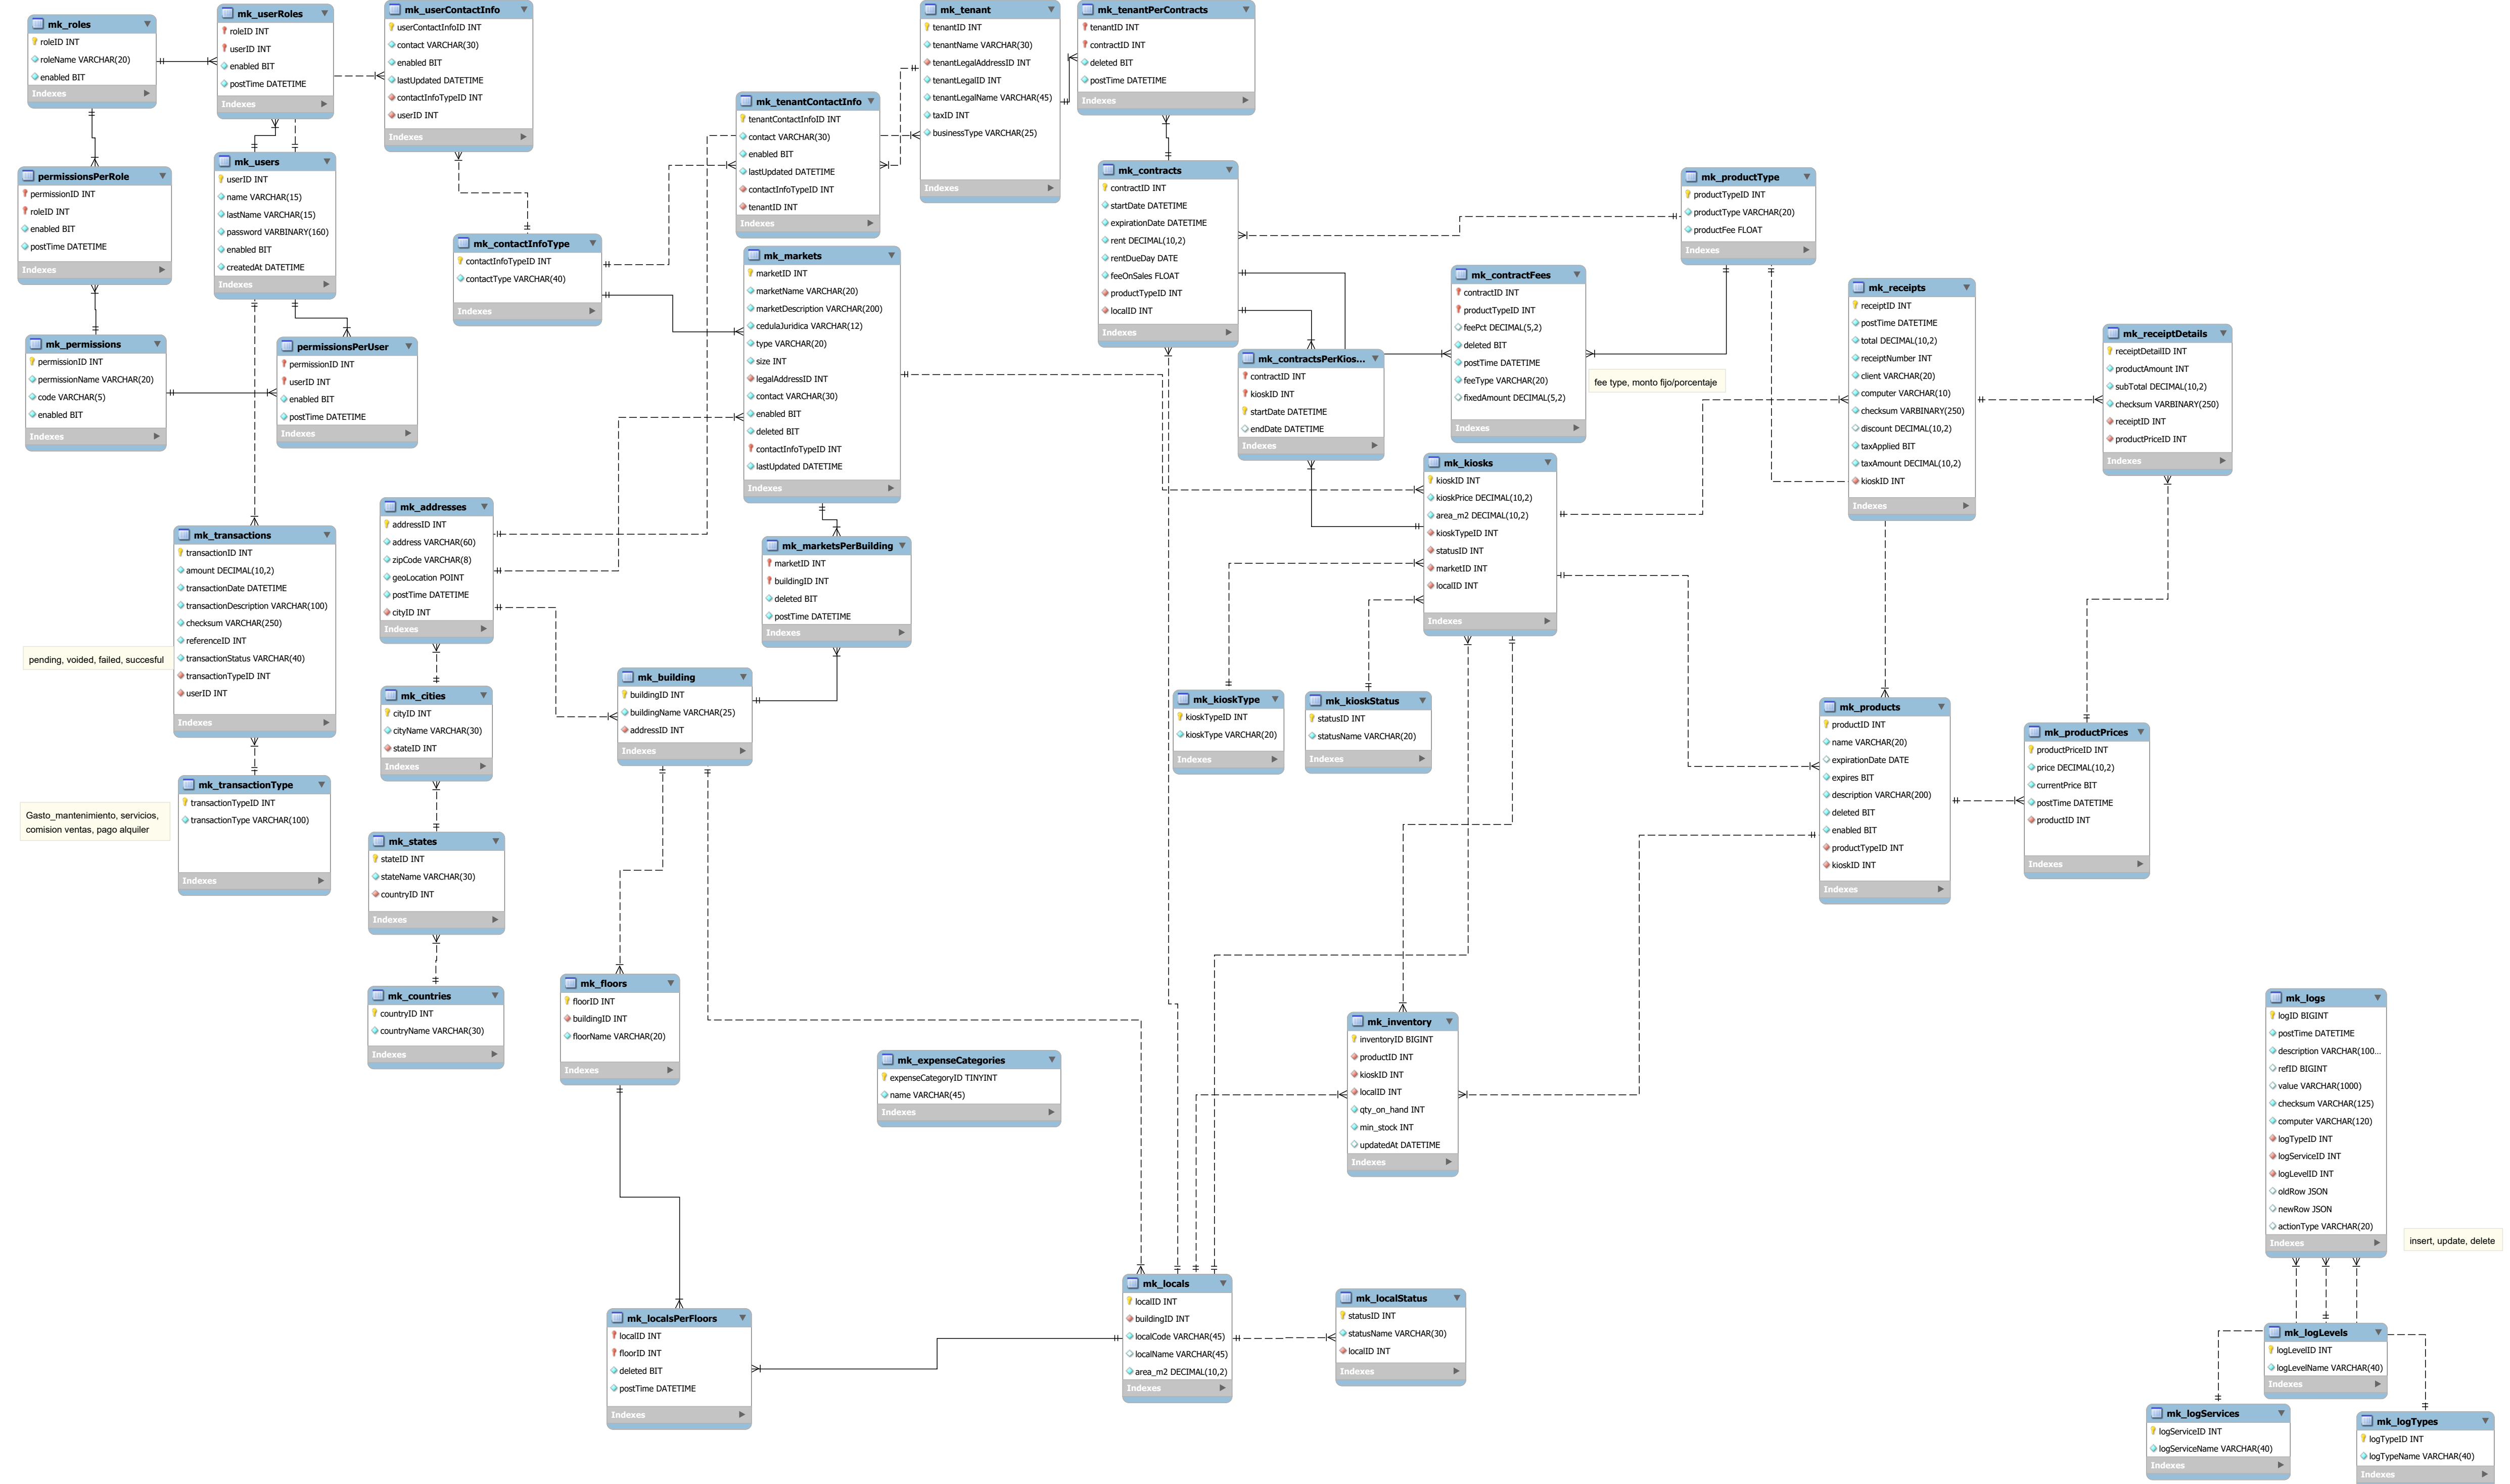 mk_roles
roleID INT
roleName VARCHAR(20)
enabled BIT
Indexes
mk_userRoles
roleID INT
userID INT
enabled BIT
postTime DATETIME
Indexes
mk_userContactInfo
userContactInfoID INT
contact VARCHAR(30)
enabled BIT
lastUpdated DATETIME
contactInfoTypeID INT
userID INT
Indexes
mk_tenant
tenantID INT
tenantName VARCHAR(30)
tenantLegalAddressID INT
tenantLegalID INT
tenantLegalName VARCHAR(45)
taxID INT
businessType VARCHAR(25)
Indexes
mk_tenantPerContracts
tenantID INT
contractID INT
deleted BIT
postTime DATETIME
Indexes
mk_tenantContactInfo
tenantContactInfoID INT
contact VARCHAR(30)
enabled BIT
lastUpdated DATETIME
contactInfoTypeID INT
tenantID INT
Indexes
permissionsPerRole
permissionID INT
roleID INT
enabled BIT
postTime DATETIME
Indexes
mk_users
userID INT
name VARCHAR(15)
lastName VARCHAR(15)
password VARBINARY(160)
enabled BIT
createdAt DATETIME
Indexes
mk_contracts
contractID INT
startDate DATETIME
expirationDate DATETIME
rent DECIMAL(10,2)
rentDueDay DATE
feeOnSales FLOAT
productTypeID INT
localID INT
Indexes
mk_productType
productTypeID INT
productType VARCHAR(20)
productFee FLOAT
Indexes
mk_contactInfoType
contactInfoTypeID INT
contactType VARCHAR(40)
Indexes
mk_markets
marketID INT
marketName VARCHAR(20)
marketDescription VARCHAR(200)
cedulaJuridica VARCHAR(12)
type VARCHAR(20)
size INT
legalAddressID INT
contact VARCHAR(30)
enabled BIT
deleted BIT
contactInfoTypeID INT
lastUpdated DATETIME
Indexes
mk_contractFees
contractID INT
productTypeID INT
feePct DECIMAL(5,2)
deleted BIT
postTime DATETIME
feeType VARCHAR(20)
fixedAmount DECIMAL(5,2)
Indexes
fee type, monto fijo/porcentaje
mk_receipts
receiptID INT
postTime DATETIME
total DECIMAL(10,2)
receiptNumber INT
client VARCHAR(20)
computer VARCHAR(10)
checksum VARBINARY(250)
discount DECIMAL(10,2)
taxApplied BIT
taxAmount DECIMAL(10,2)
kioskID INT
Indexes
mk_receiptDetails
receiptDetailID INT
productAmount INT
subTotal DECIMAL(10,2)
checksum VARBINARY(250)
receiptID INT
productPriceID INT
Indexes
mk_permissions
permissionID INT
permissionName VARCHAR(20)
code VARCHAR(5)
enabled BIT
Indexes
permissionsPerUser
permissionID INT
userID INT
enabled BIT
postTime DATETIME
Indexes
mk_contractsPerKios...
contractID INT
kioskID INT
startDate DATETIME
endDate DATETIME
Indexes
mk_kiosks
kioskID INT
kioskPrice DECIMAL(10,2)
area_m2 DECIMAL(10,2)
kioskTypeID INT
statusID INT
marketID INT
localID INT
Indexes
mk_addresses
addressID INT
address VARCHAR(60)
zipCode VARCHAR(8)
geoLocation POINT
postTime DATETIME
cityID INT
Indexes
mk_transactions
transactionID INT
amount DECIMAL(10,2)
transactionDate DATETIME
transactionDescription VARCHAR(100)
checksum VARCHAR(250)
referenceID INT
transactionStatus VARCHAR(40)
transactionTypeID INT
userID INT
Indexes
pending, voided, failed, succesful
mk_marketsPerBuilding
marketID INT
buildingID INT
deleted BIT
postTime DATETIME
Indexes
mk_building
buildingID INT
buildingName VARCHAR(25)
addressID INT
Indexes
mk_cities
cityID INT
cityName VARCHAR(30)
stateID INT
Indexes
mk_kioskType
kioskTypeID INT
kioskType VARCHAR(20)
Indexes
mk_kioskStatus
statusID INT
statusName VARCHAR(20)
Indexes
mk_products
productID INT
name VARCHAR(20)
expirationDate DATE
expires BIT
description VARCHAR(200)
deleted BIT
enabled BIT
productTypeID INT
kioskID INT
Indexes
mk_productPrices
productPriceID INT
price DECIMAL(10,2)
currentPrice BIT
postTime DATETIME
productID INT
Indexes
mk_transactionType
transactionTypeID INT
transactionType VARCHAR(100)
Indexes
Gasto_mantenimiento, servicios,
comision ventas, pago alquiler
mk_states
stateID INT
stateName VARCHAR(30)
countryID INT
Indexes
mk_countries
countryID INT
countryName VARCHAR(30)
Indexes
mk_floors
floorID INT
buildingID INT
floorName VARCHAR(20)
Indexes
mk_expenseCategories
expenseCategoryID TINYINT
name VARCHAR(45)
Indexes
mk_inventory
inventoryID BIGINT
productID INT
kioskID INT
localID INT
qty_on_hand INT
min_stock INT
updatedAt DATETIME
Indexes
mk_logs
logID BIGINT
postTime DATETIME
description VARCHAR(100...
refID BIGINT
value VARCHAR(1000)
checksum VARCHAR(125)
computer VARCHAR(120)
logTypeID INT
logServiceID INT
logLevelID INT
oldRow JSON
newRow JSON
actionType VARCHAR(20)
Indexes
insert, update, delete
mk_locals
localID INT
buildingID INT
localCode VARCHAR(45)
localName VARCHAR(45)
area_m2 DECIMAL(10,2)
Indexes
mk_localStatus
statusID INT
statusName VARCHAR(30)
localID INT
Indexes
mk_localsPerFloors
localID INT
floorID INT
deleted BIT
postTime DATETIME
Indexes
mk_logLevels
logLevelID INT
logLevelName VARCHAR(40)
Indexes
mk_logServices
logServiceID INT
logServiceName VARCHAR(40)
Indexes
mk_logTypes
logTypeID INT
logTypeName VARCHAR(40)
Indexes